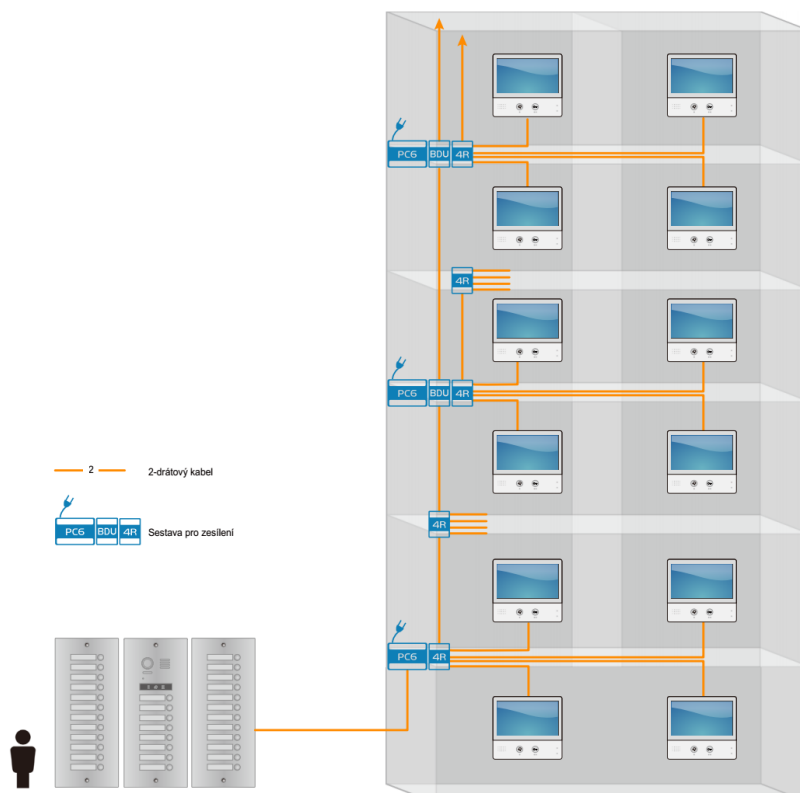 PC6 BDU 4R
4R
PC6 BDU 4R
2 2-drátový kabel
PC6 BDU 4R Sestava pro zesílení
4R
PC6 4R